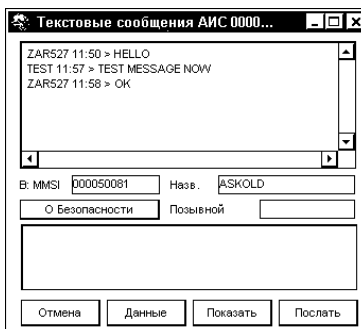 Текстовые сообщения АИС 0000...
ZAR527 11:50 > HELLO
TEST 11:57 > TEST MESSAGE NOW
ZAR527 11:58 > OK
В: MMSI 000050081 Назв. ASKOLD
О Безопасности Позывной
Отмена Данные Показать Послать